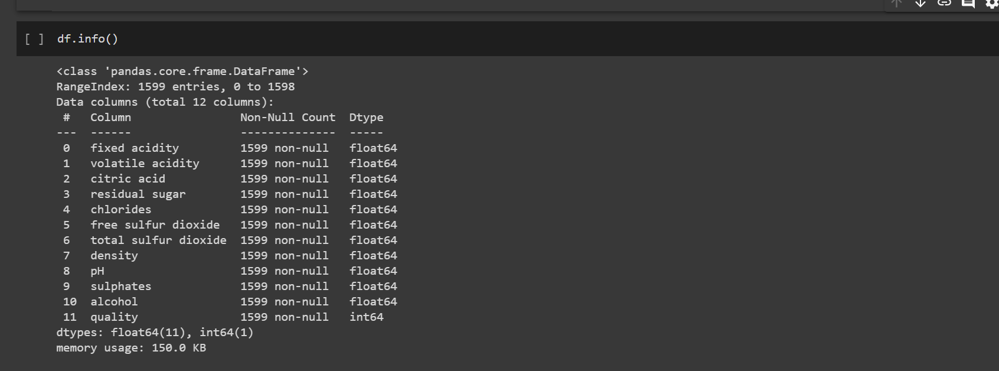 [ ] df.info()
<class 'pandas.core.frame.DataFrame'>
RangeIndex: 1599 entries, 0 to 1598
Data columns (total 12 columns):
 #   Column                Non-Null Count  Dtype
---  ------                --------------  -----
 0   fixed acidity         1599 non-null   float64
 1   volatile acidity      1599 non-null   float64
 2   citric acid           1599 non-null   float64
 3   residual sugar        1599 non-null   float64
 4   chlorides             1599 non-null   float64
 5   free sulfur dioxide   1599 non-null   float64
 6   total sulfur dioxide  1599 non-null   float64
 7   density               1599 non-null   float64
 8   pH                    1599 non-null   float64
 9   sulphates             1599 non-null   float64
 10  alcohol               1599 non-null   float64
 11  quality               1599 non-null   int64
dtypes: float64(11), int64(1)
memory usage: 150.0 KB